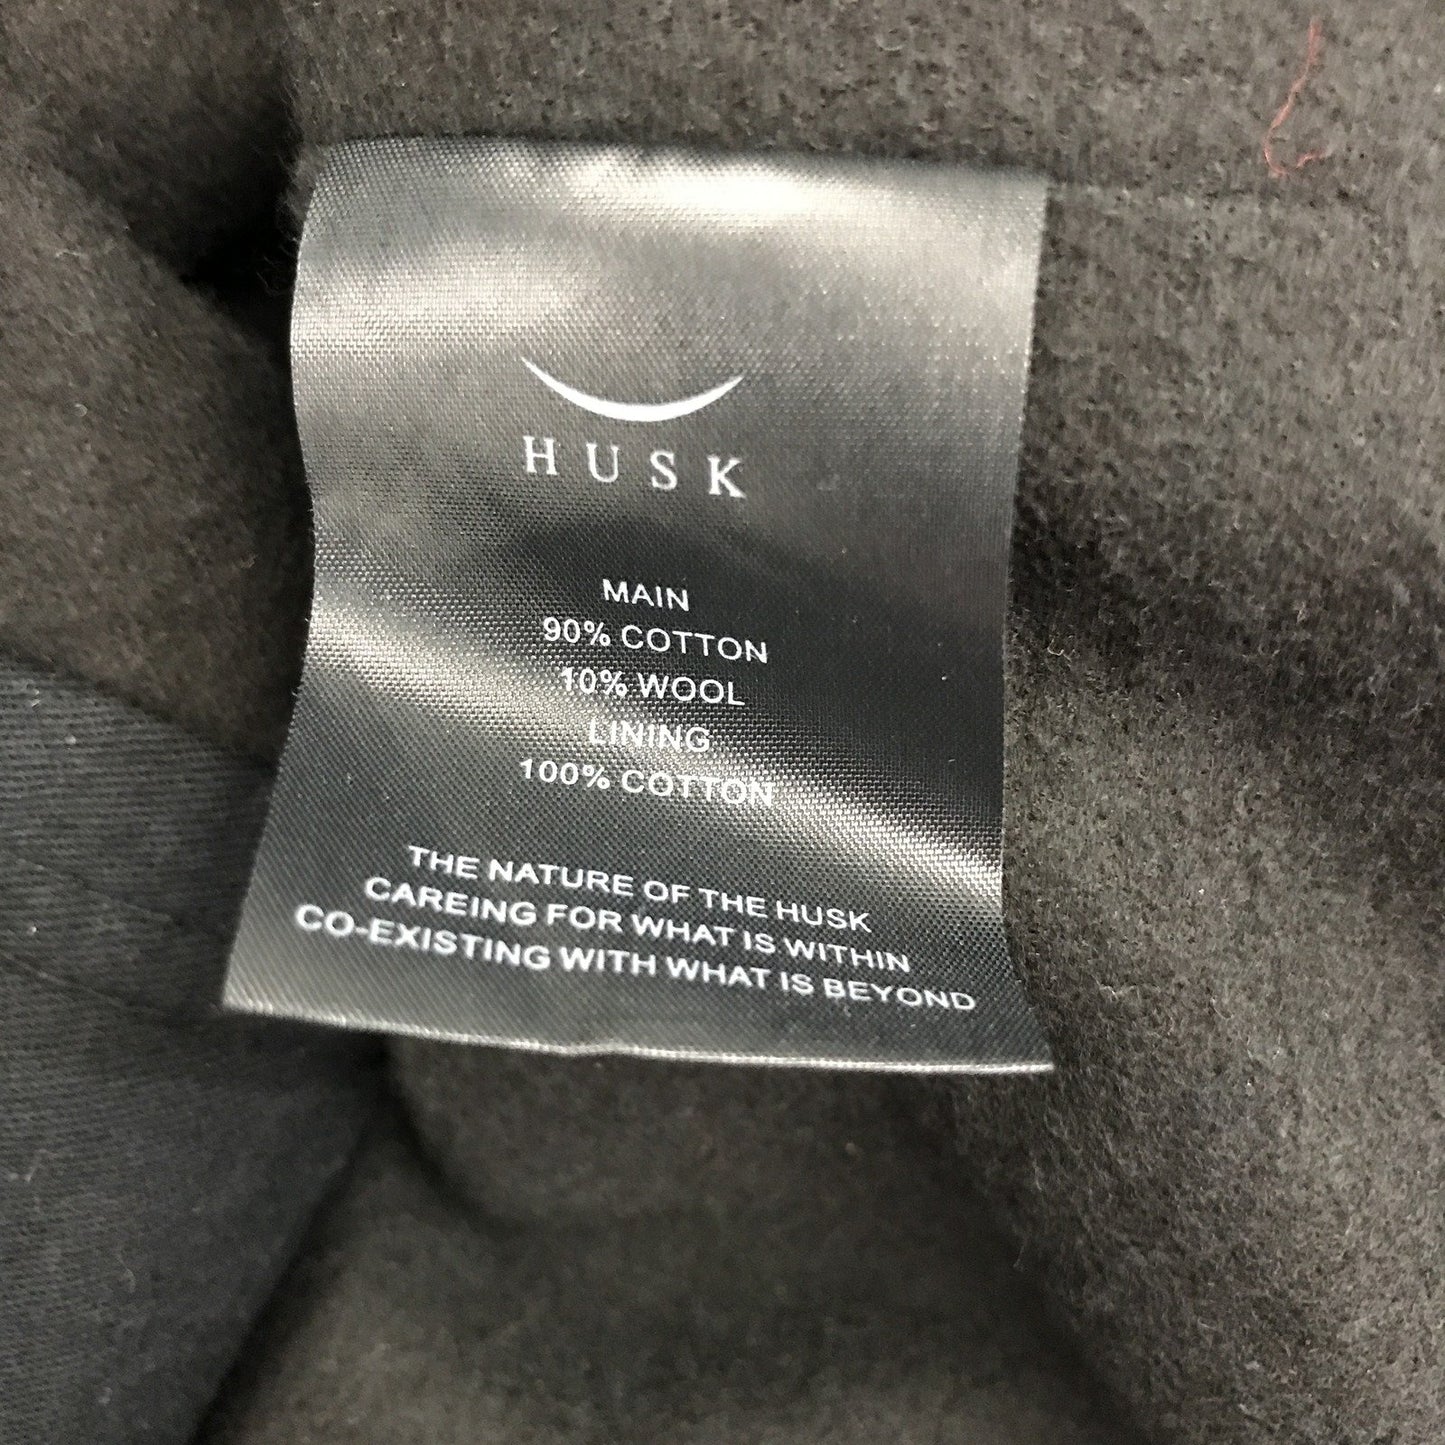 HUSK
MAIN
90% COTTON
10% WOOL
LINING
100% COTTON
THE NATURE OF THE HUSK
CAREING FOR WHAT IS WITHIN
CO-EXISTING WITH WHAT IS BEYOND